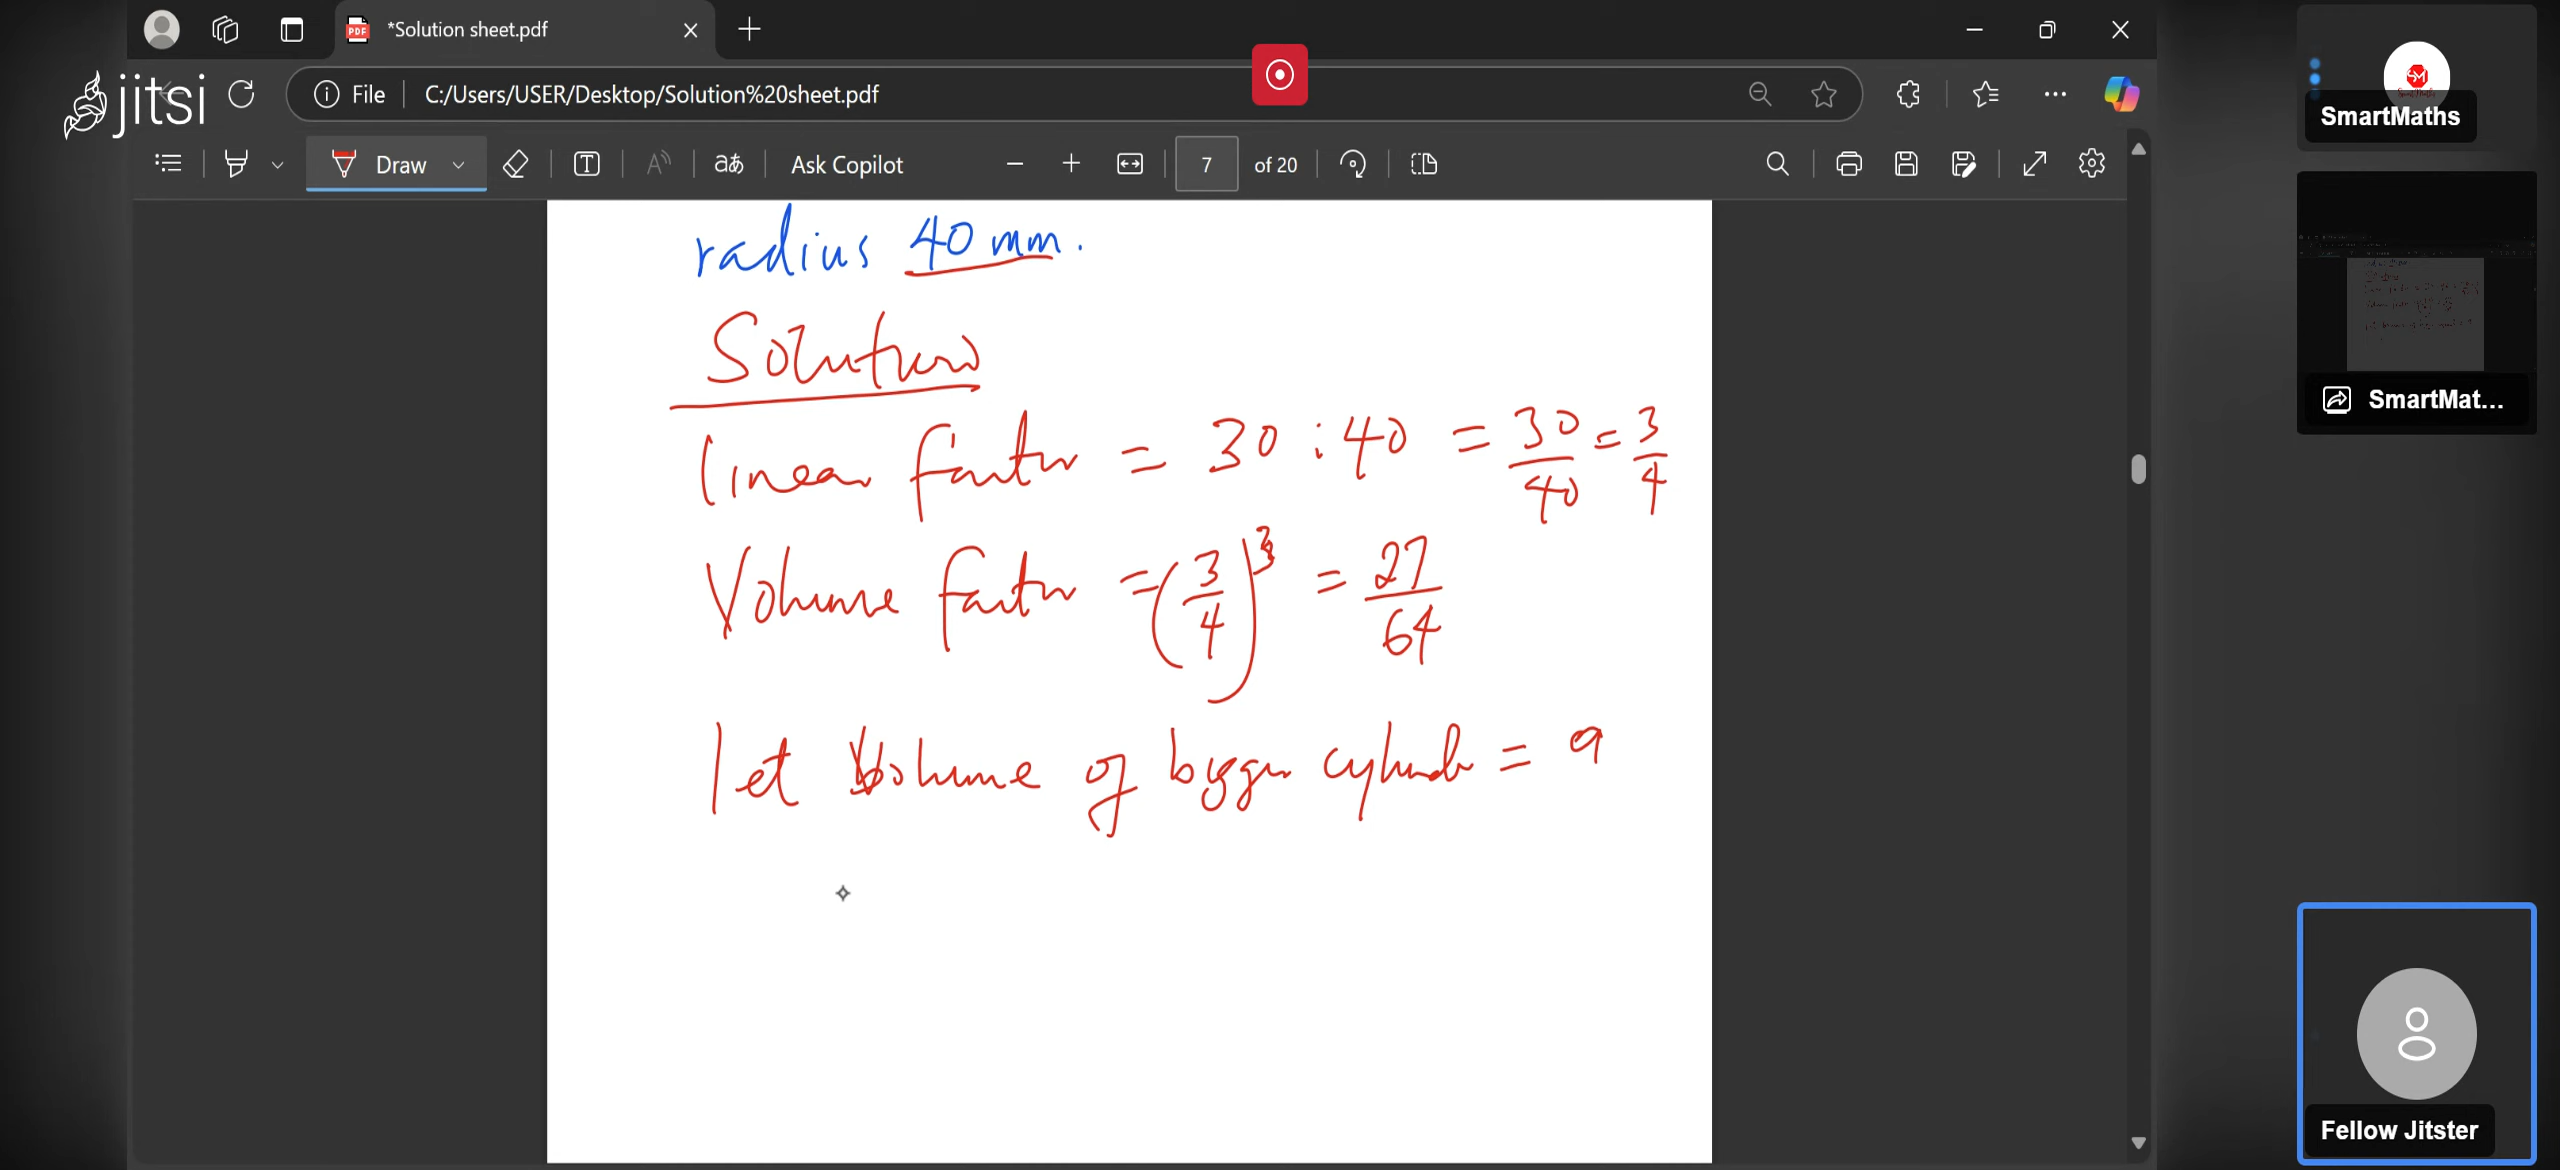 *Solution sheet.pdf
jitsi
File C:/Users/USER/Desktop/Solution%20sheet.pdf
Draw aあ Ask Copilot 7 of 20
radius 40 mm.
Solution
Linear factor = 30 : 40 = 30/40 = 3/4
Volume factor = (3/4)³ = 27/64
let Volume of bigger cylinder = a
SmartMaths
SmartMat...
Fellow Jitster